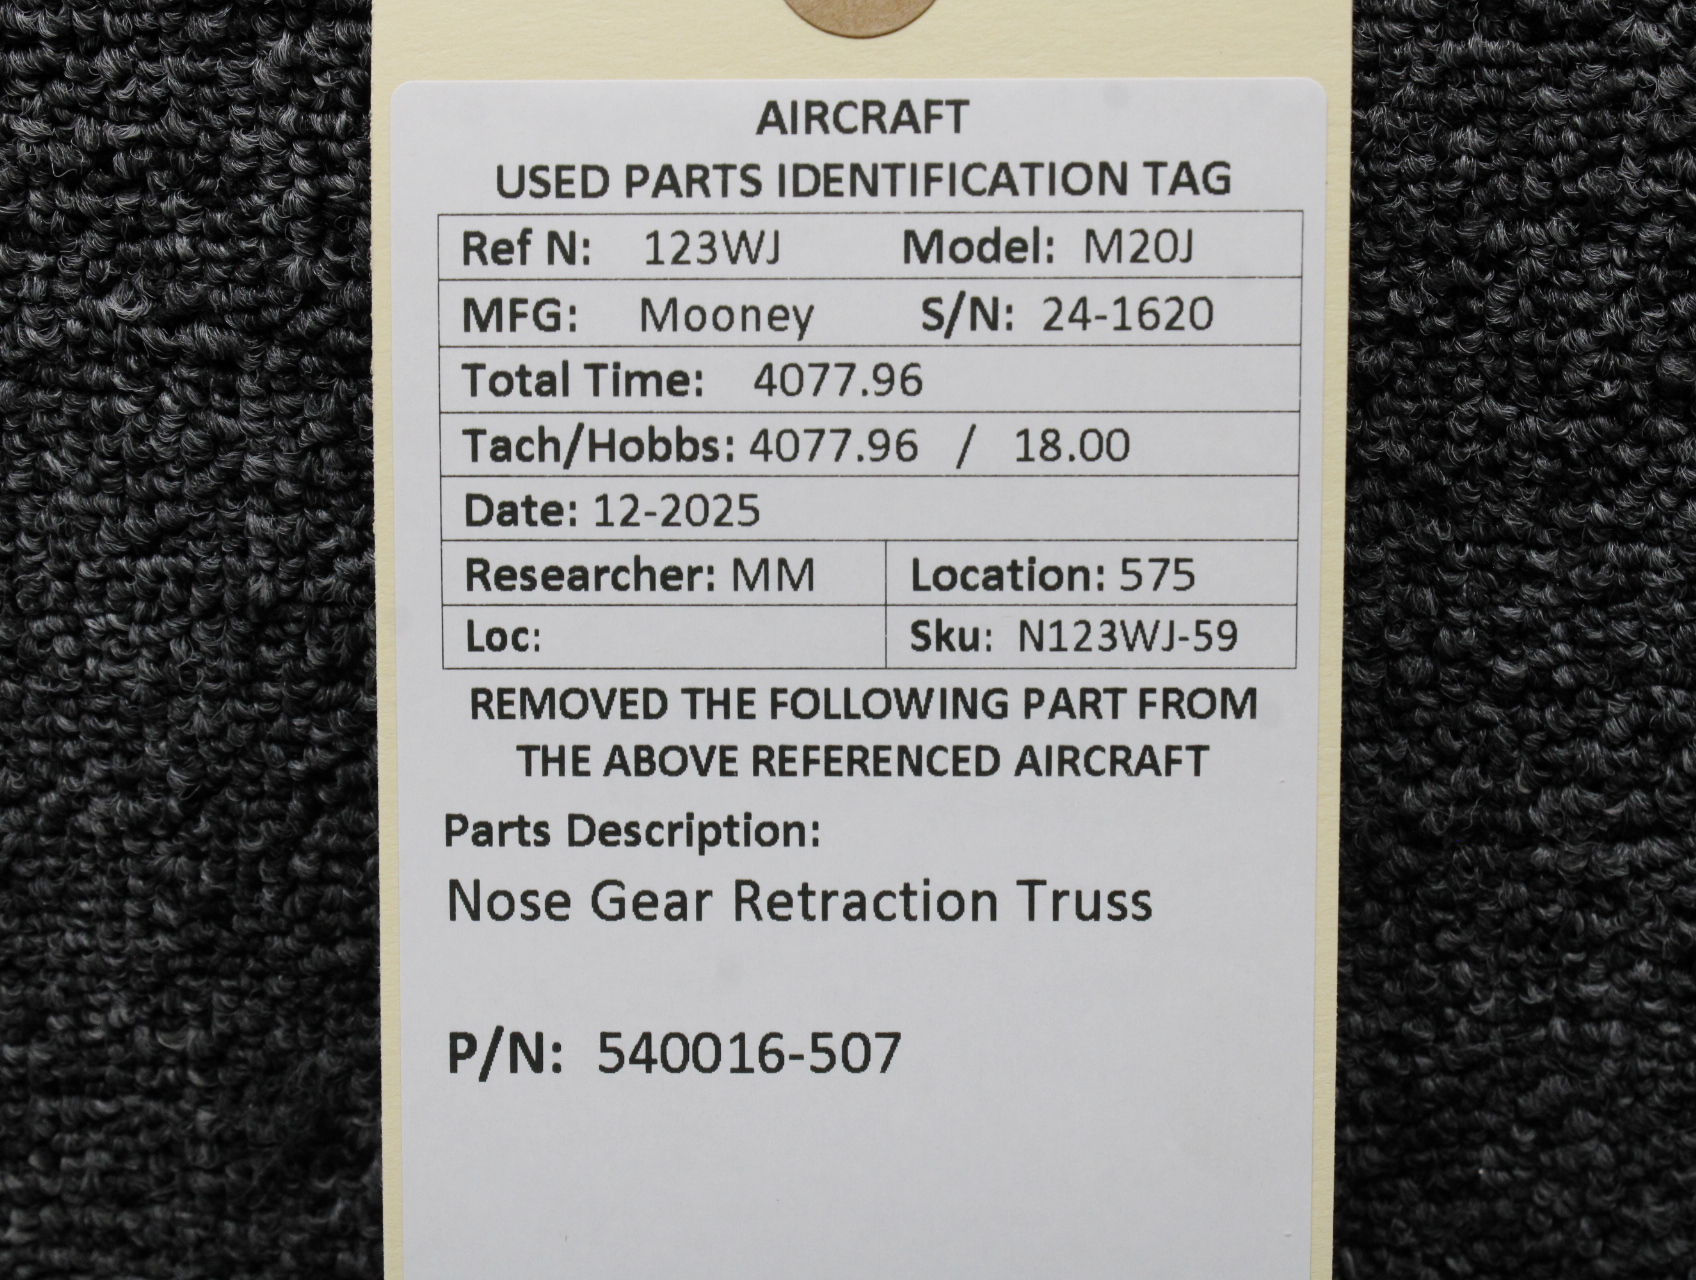 AIRCRAFT
USED PARTS IDENTIFICATION TAG
Ref N: 123WJ Model: M20J
MFG: Mooney S/N: 24-1620
Total Time: 4077.96
Tach/Hobbs: 4077.96 / 18.00
Date: 12-2025
Researcher: MM Location: 575
Loc: Sku: N123WJ-59
REMOVED THE FOLLOWING PART FROM
THE ABOVE REFERENCED AIRCRAFT
Parts Description:
Nose Gear Retraction Truss
P/N: 540016-507